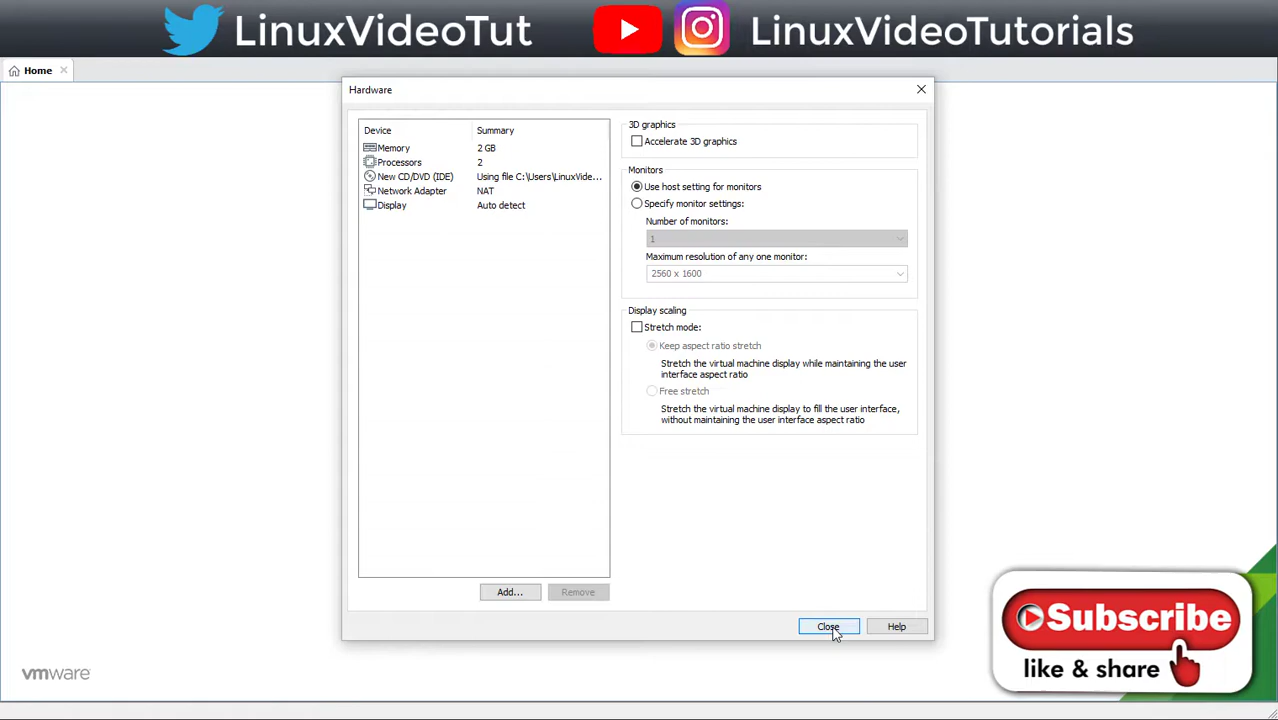 LinuxVideoTut LinuxVideoTutorials
Home
Hardware
Device Summary
Memory 2 GB
Processors 2
New CD/DVD (IDE) Using file C:\Users\LinuxVide...
Network Adapter NAT
Display Auto detect
Add... Remove
3D graphics
Accelerate 3D graphics
Monitors
Use host setting for monitors
Specify monitor settings:
Number of monitors:
1
Maximum resolution of any one monitor:
2560 x 1600
Display scaling
Stretch mode:
Keep aspect ratio stretch
Stretch the virtual machine display while maintaining the user
interface aspect ratio
Free stretch
Stretch the virtual machine display to fill the user interface,
without maintaining the user interface aspect ratio
Close Help
vmware
Subscribe
like & share